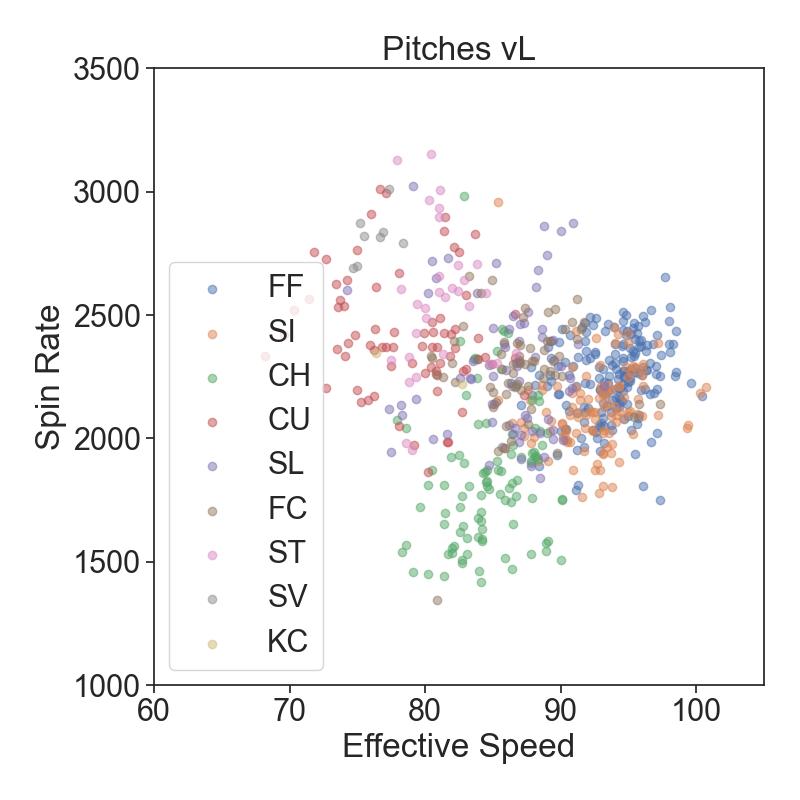 Pitches vL
3500
3000
2500
2000
1500
1000
Spin Rate
FF
SI
CH
CU
SL
FC
ST
SV
KC
60 70 80 90 100
Effective Speed